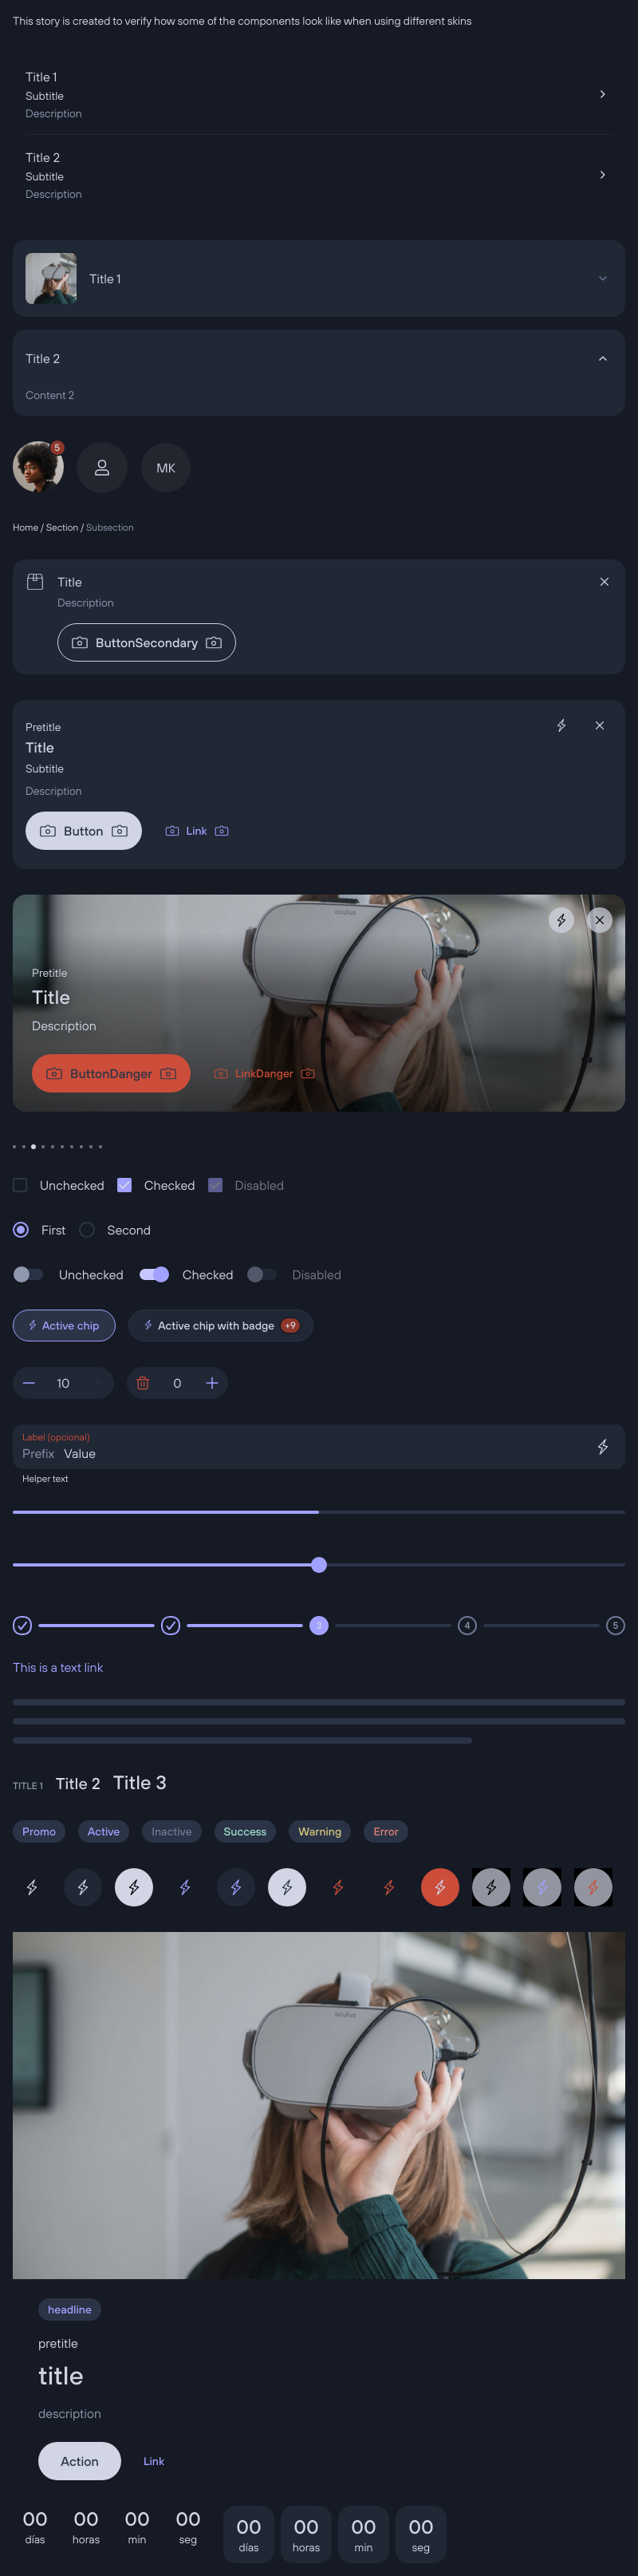 This story is created to verify how some of the components look like when using different skins
Title 1
Subtitle
Description
Title 2
Subtitle
Description
Title 1
Title 2
Content 2
5
MK
Home / Section / Subsection
Title
Description
ButtonSecondary
Pretitle
Title
Subtitle
Description
Button Link
oculus
Pretitle
Title
Description
ButtonDanger LinkDanger
Unchecked Checked Disabled
First Second
Unchecked Checked Disabled
Active chip Active chip with badge +9
10 0
Label (opcional)
Prefix Value
Helper text
3 4 5
This is a text link
TITLE 1 Title 2 Title 3
Promo Active Inactive Success Warning Error
oculus
headline
pretitle
title
description
Action Link
00 00 00 00 00 00 00 00
días horas min seg días horas min seg